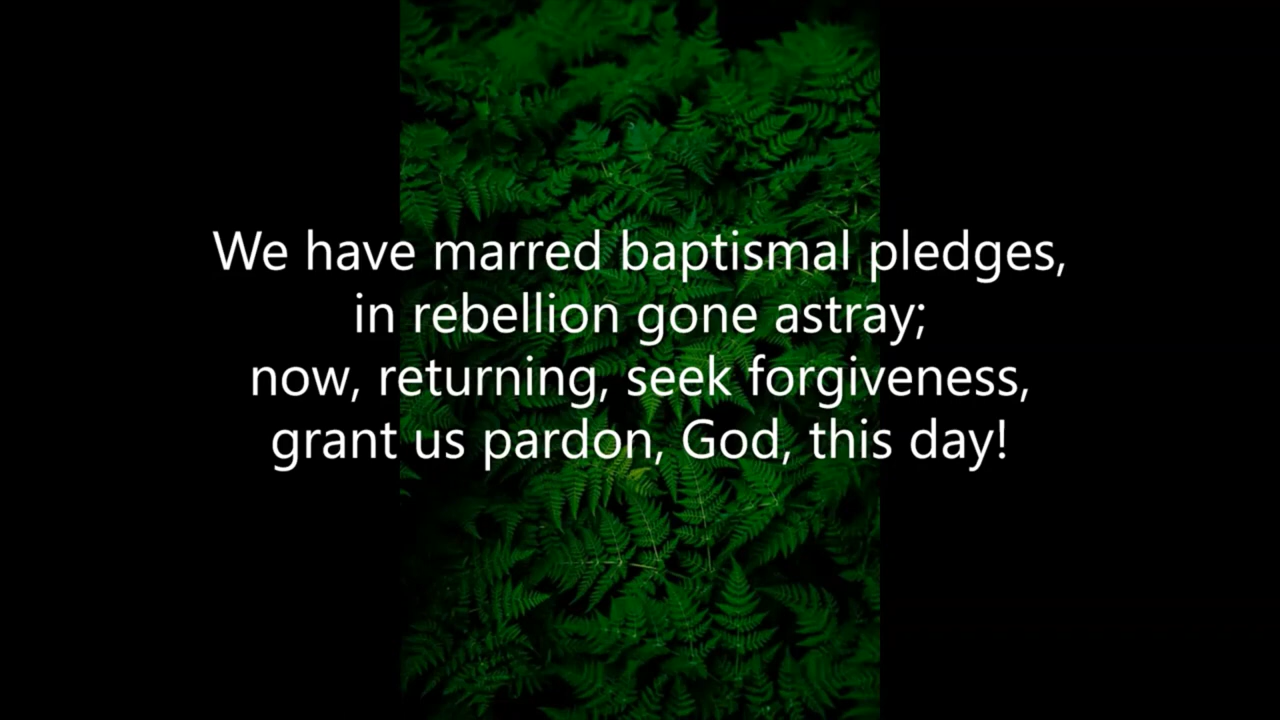 We have marred baptismal pledges,
in rebellion gone astray;
now, returning, seek forgiveness,
grant us pardon, God, this day!